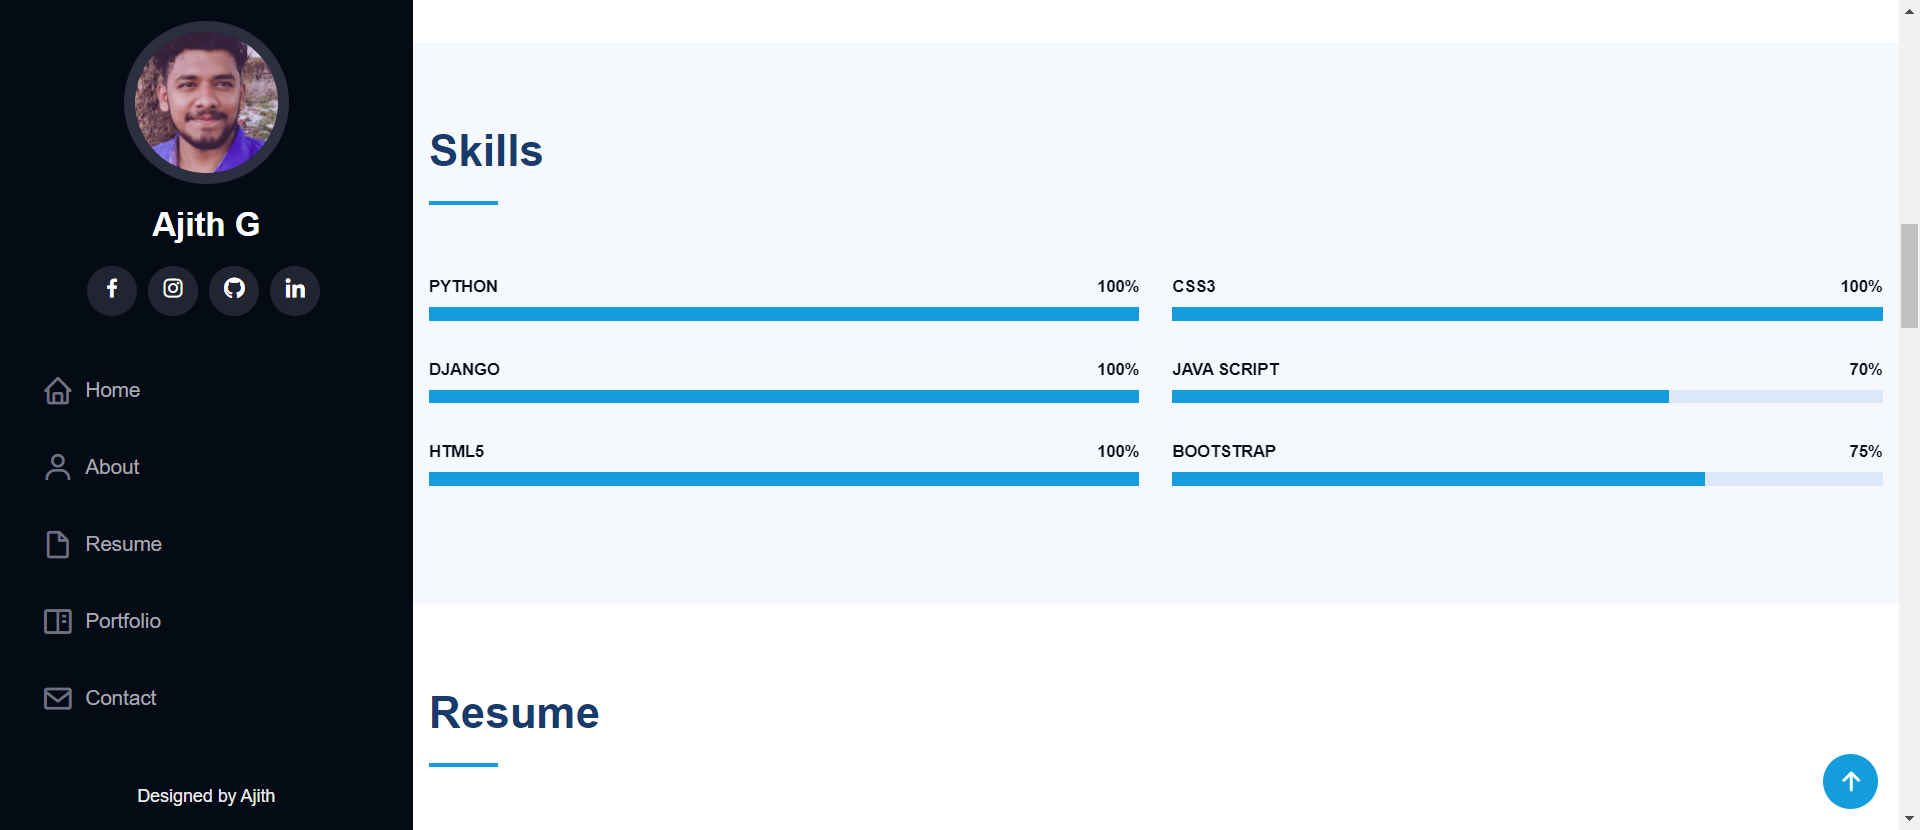 Ajith G
Home
About
Resume
Portfolio
Contact
Designed by Ajith
Skills
PYTHON 100%
DJANGO 100%
HTML5 100%
CSS3 100%
JAVA SCRIPT 70%
BOOTSTRAP 75%
Resume